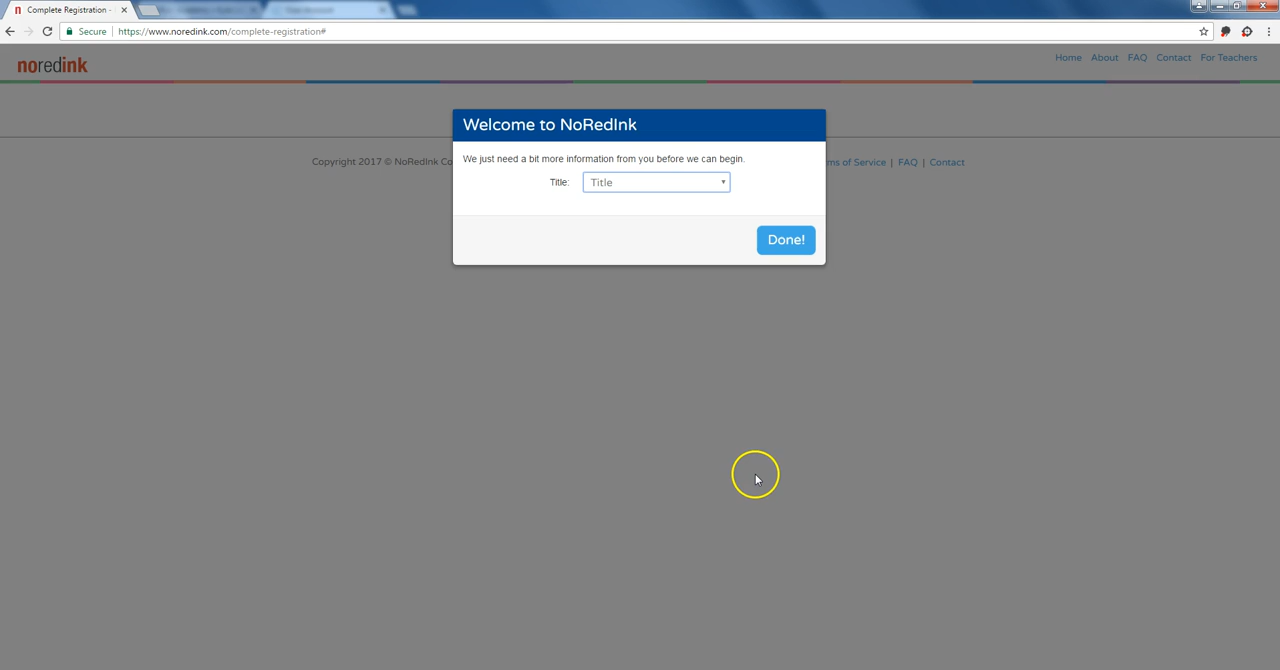 Complete Registration -
Secure
https://www.noredink.com/complete-registration#
noredink
Home
About
FAQ
Contact
For Teachers
Welcome to NoRedInk
We just need a bit more information from you before we can begin.
Title:
Title
Done!
Copyright 2017 © NoRedInk Co
of Service | FAQ | Contact